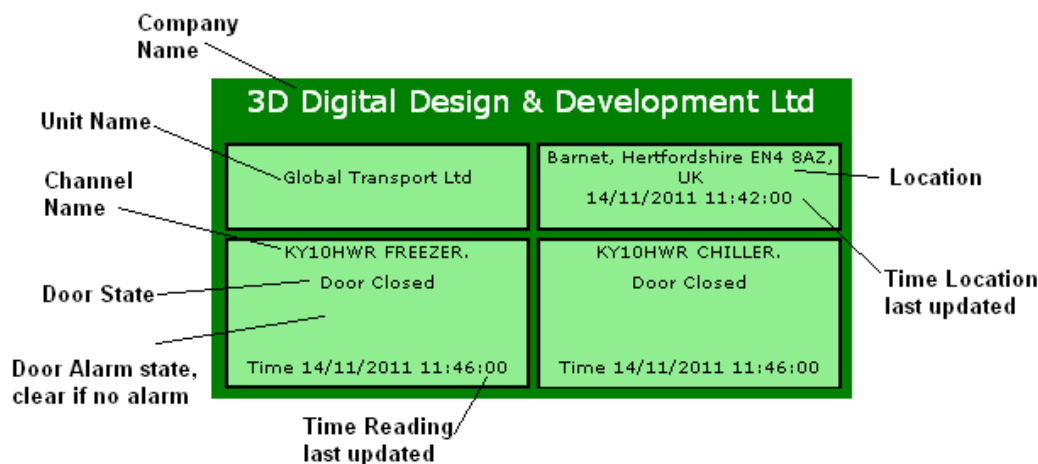 Company
Name
3D Digital Design & Development Ltd
Unit Name
Global Transport Ltd
Barnet, Hertfordshire EN4 8AZ,
UK
14/11/2011 11:42:00
Location
Channel
Name
KY10HWR FREEZER.
KY10HWR CHILLER.
Door State
Door Closed
Door Closed
Time Location
last updated
Door Alarm state,
clear if no alarm
Time 14/11/2011 11:46:00
Time 14/11/2011 11:46:00
Time Reading
last updated